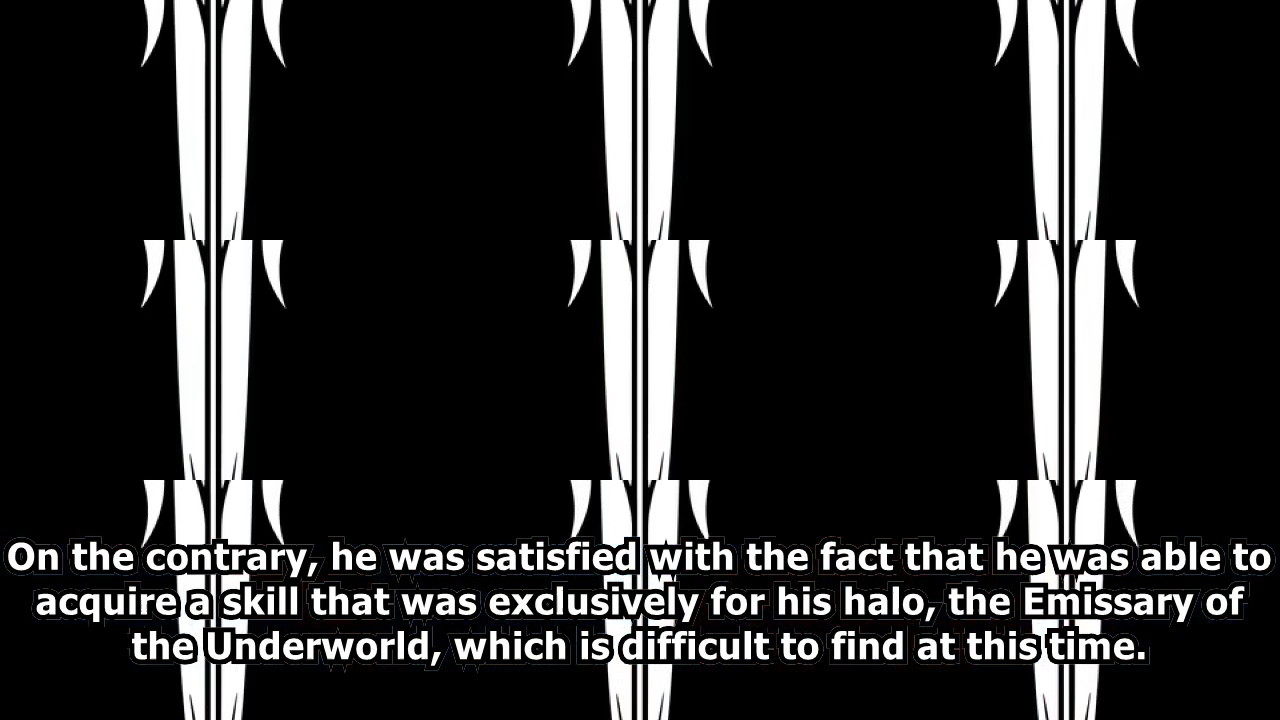 On the contrary, he was satisfied with the fact that he was able to
acquire a skill that was exclusively for his halo, the Emissary of
the Underworld, which is difficult to find at this time.